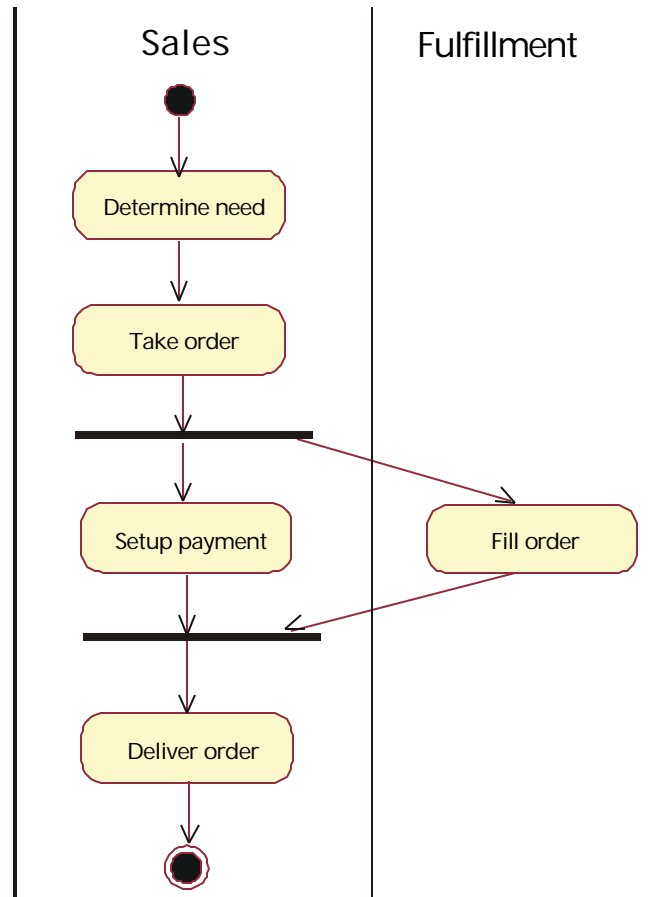 Sales
Fulfillment
Determine need
Take order
Setup payment
Fill order
Deliver order